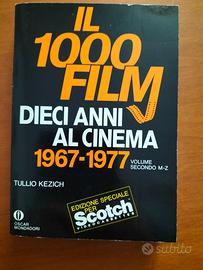 IL
1000
FILM
DIECI ANNI
AL CINEMA
1967-1977
VOLUME
SECONDO M-Z
TULLIO KEZICH
EDIZIONE SPECIALE
PER
Scotch
VIDEOCASSETTE
OSCAR
MONDADORI
subito